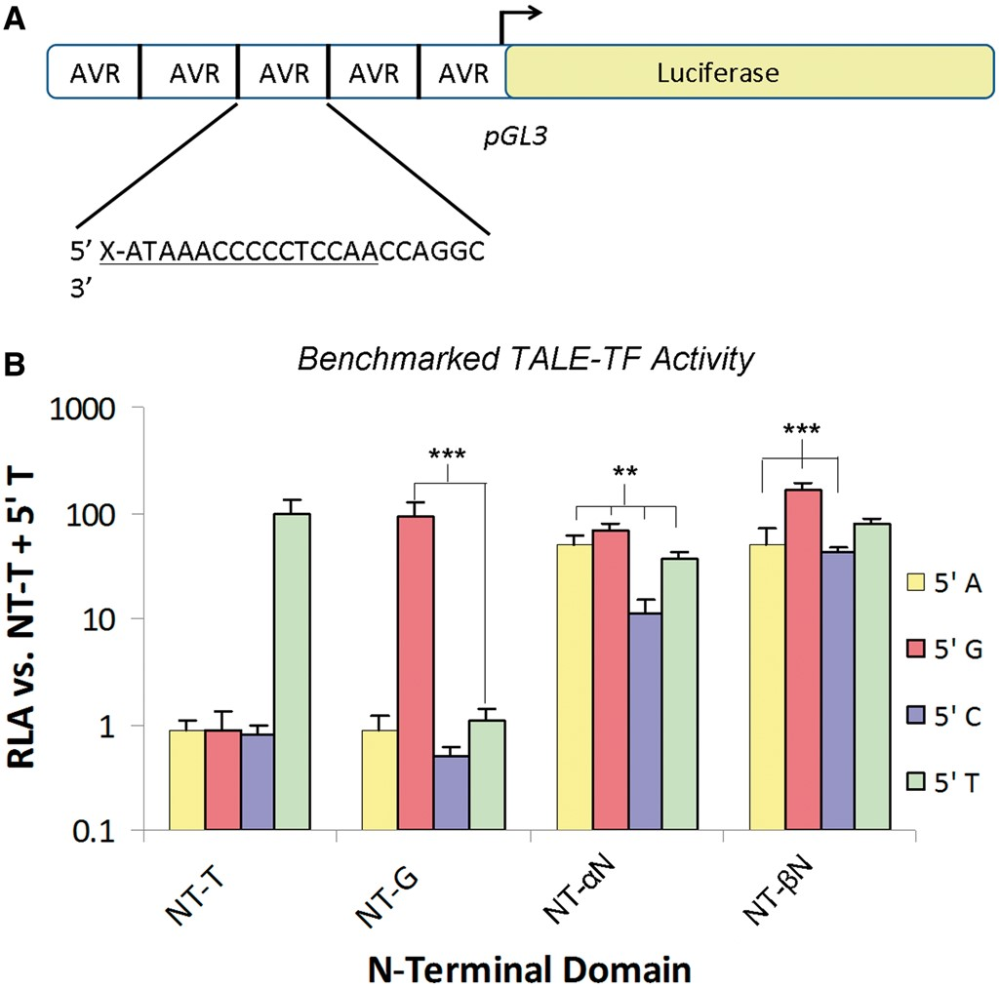 A
AVR AVR AVR AVR AVR Luciferase
pGL3
5’ X-ATAAACCCCCTCCAACCAGGC
3’
B
Benchmarked TALE-TF Activity
RLA vs. NT-T + 5' T
1000
100
10
1
0.1
***
**
***
5' A
5' G
5' C
5' T
NT-T
NT-G
NT-αN
NT-βN
N-Terminal Domain